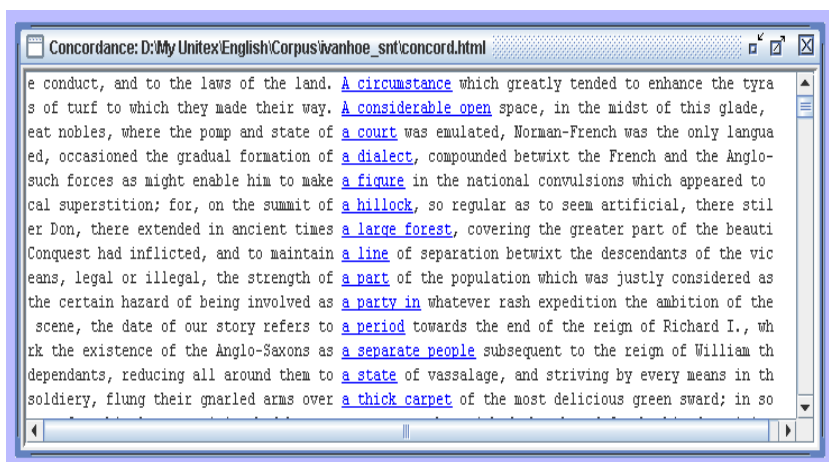 Concordance: D:\My Unitex\English\Corpus\ivanhoe_snt\concord.html
e conduct, and to the laws of the land. A circumstance which greatly tended to enhance the tyra
s of turf to which they made their way. A considerable open space, in the midst of this glade,
eat nobles, where the pomp and state of a court was emulated, Norman-French was the only langua
ed, occasioned the gradual formation of a dialect, compounded betwixt the French and the Anglo-
such forces as might enable him to make a figure in the national convulsions which appeared to
cal superstition; for, on the summit of a hillock, so regular as to seem artificial, there stil
er Don, there extended in ancient times a large forest, covering the greater part of the beauti
Conquest had inflicted, and to maintain a line of separation betwixt the descendants of the vic
eans, legal or illegal, the strength of a part of the population which was justly considered as
the certain hazard of being involved as a party in whatever rash expedition the ambition of the
scene, the date of our story refers to a period towards the end of the reign of Richard I., wh
rk the existence of the Anglo-Saxons as a separate people subsequent to the reign of William th
dependants, reducing all around them to a state of vassalage, and striving by every means in th
soldiery, flung their gnarled arms over a thick carpet of the most delicious green sward; in so